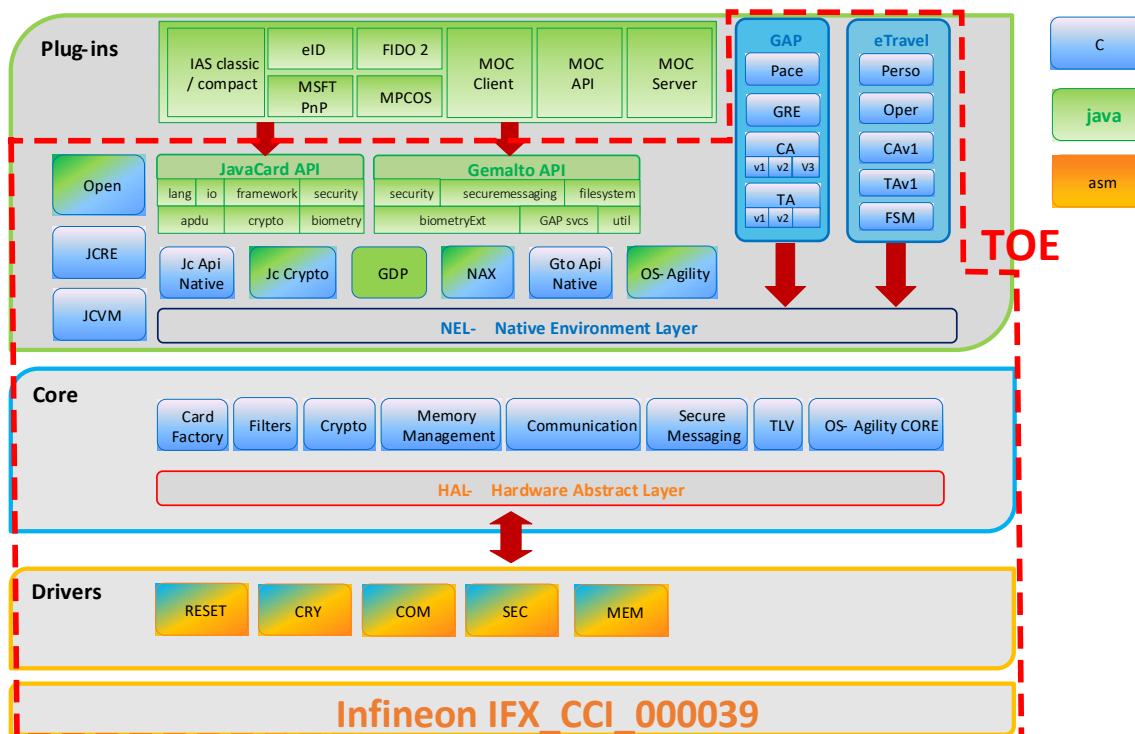 Plug-ins
IAS classic
/ compact
eID
FIDO 2
MSFT
PnP
MPCOS
MOC
Client
MOC
API
MOC
Server
GAP
Pace
GRE
CA
v1 v2 V3
TA
v1 v2
eTravel
Perso
Oper
CAv1
TAv1
FSM
C
java
asm
TOE
Open
JCRE
JCVM
JavaCard API
lang io framework security
apdu crypto biometry
Gemalto API
security securemessaging filesystem
biometryExt GAP svcs util
Jc Api
Native
Jc Crypto
GDP
NAX
Gto Api
Native
OS- Agility
NEL- Native Environment Layer
Core
Card
Factory
Filters
Crypto
Memory
Management
Communication
Secure
Messaging
TLV
OS- Agility CORE
HAL- Hardware Abstract Layer
Drivers
RESET
CRY
COM
SEC
MEM
Infineon IFX_CCI_000039